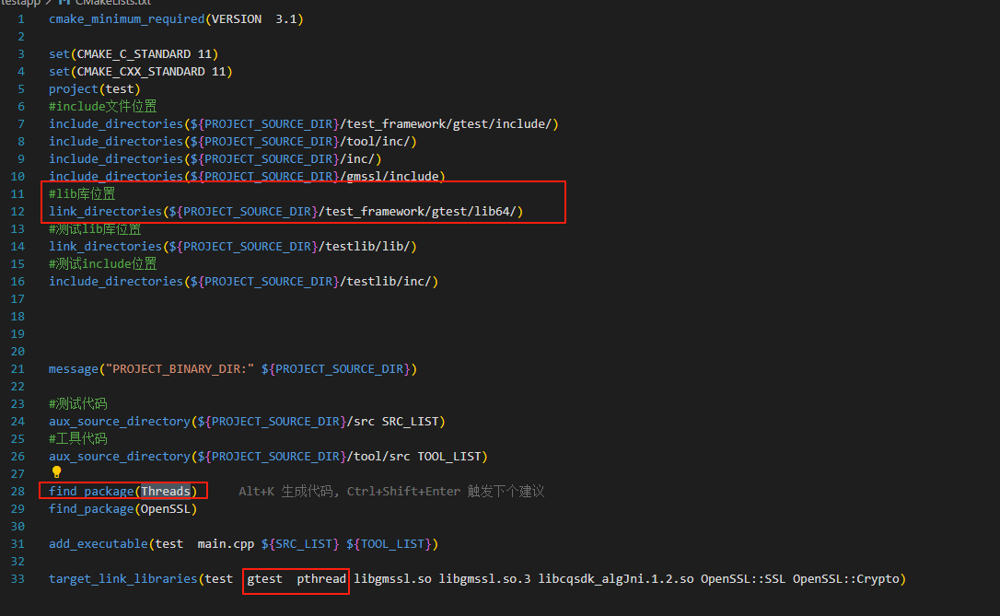 testapp > M CMakeLists.txt
1 cmake_minimum_required(VERSION  3.1)
2
3 set(CMAKE_C_STANDARD 11)
4 set(CMAKE_CXX_STANDARD 11)
5 project(test)
6 #include文件位置
7 include_directories(${PROJECT_SOURCE_DIR}/test_framework/gtest/include/)
8 include_directories(${PROJECT_SOURCE_DIR}/tool/inc/)
9 include_directories(${PROJECT_SOURCE_DIR}/inc/)
10 include_directories(${PROJECT_SOURCE_DIR}/gmssl/include)
11 #lib库位置
12 link_directories(${PROJECT_SOURCE_DIR}/test_framework/gtest/lib64/)
13 #测试lib库位置
14 link_directories(${PROJECT_SOURCE_DIR}/testlib/lib/)
15 #测试include位置
16 include_directories(${PROJECT_SOURCE_DIR}/testlib/inc/)
17
18
19
20
21 message("PROJECT_BINARY_DIR:" ${PROJECT_SOURCE_DIR})
22
23 #测试代码
24 aux_source_directory(${PROJECT_SOURCE_DIR}/src SRC_LIST)
25 #工具代码
26 aux_source_directory(${PROJECT_SOURCE_DIR}/tool/src TOOL_LIST)
27
28 find_package(Threads) Alt+K 生成代码, Ctrl+Shift+Enter 触发下个建议
29 find_package(OpenSSL)
30
31 add_executable(test  main.cpp ${SRC_LIST} ${TOOL_LIST})
32
33 target_link_libraries(test  gtest  pthread libgmssl.so libgmssl.so.3 libcqsdk_algJni.1.2.so OpenSSL::SSL OpenSSL::Crypto)